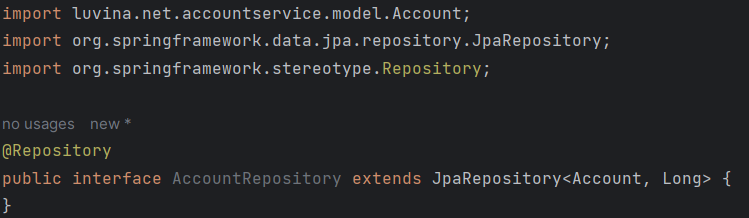 import luvina.net.accountservice.model.Account;
import org.springframework.data.jpa.repository.JpaRepository;
import org.springframework.stereotype.Repository;
no usages new *
@Repository
public interface AccountRepository extends JpaRepository<Account, Long> {
}